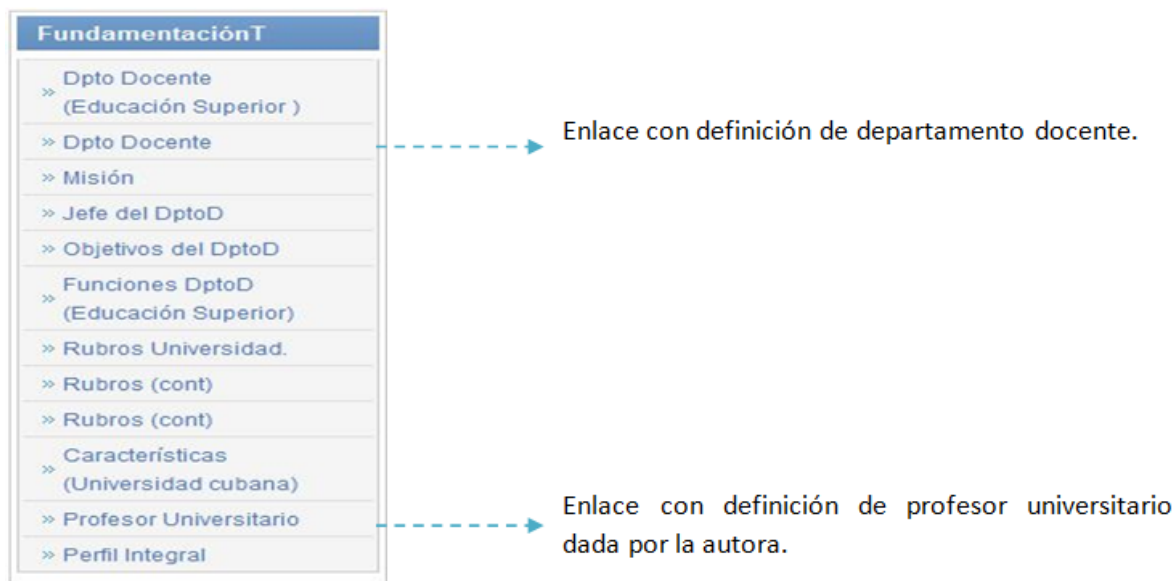 FundamentaciónT
» Dpto Docente
(Educación Superior )
» Dpto Docente
» Misión
» Jefe del DptoD
» Objetivos del DptoD
» Funciones DptoD
(Educación Superior)
» Rubros Universidad.
» Rubros (cont)
» Rubros (cont)
» Características
(Universidad cubana)
» Profesor Universitario
» Perfil Integral
Enlace con definición de departamento docente.
Enlace con definición de profesor universitario
dada por la autora.